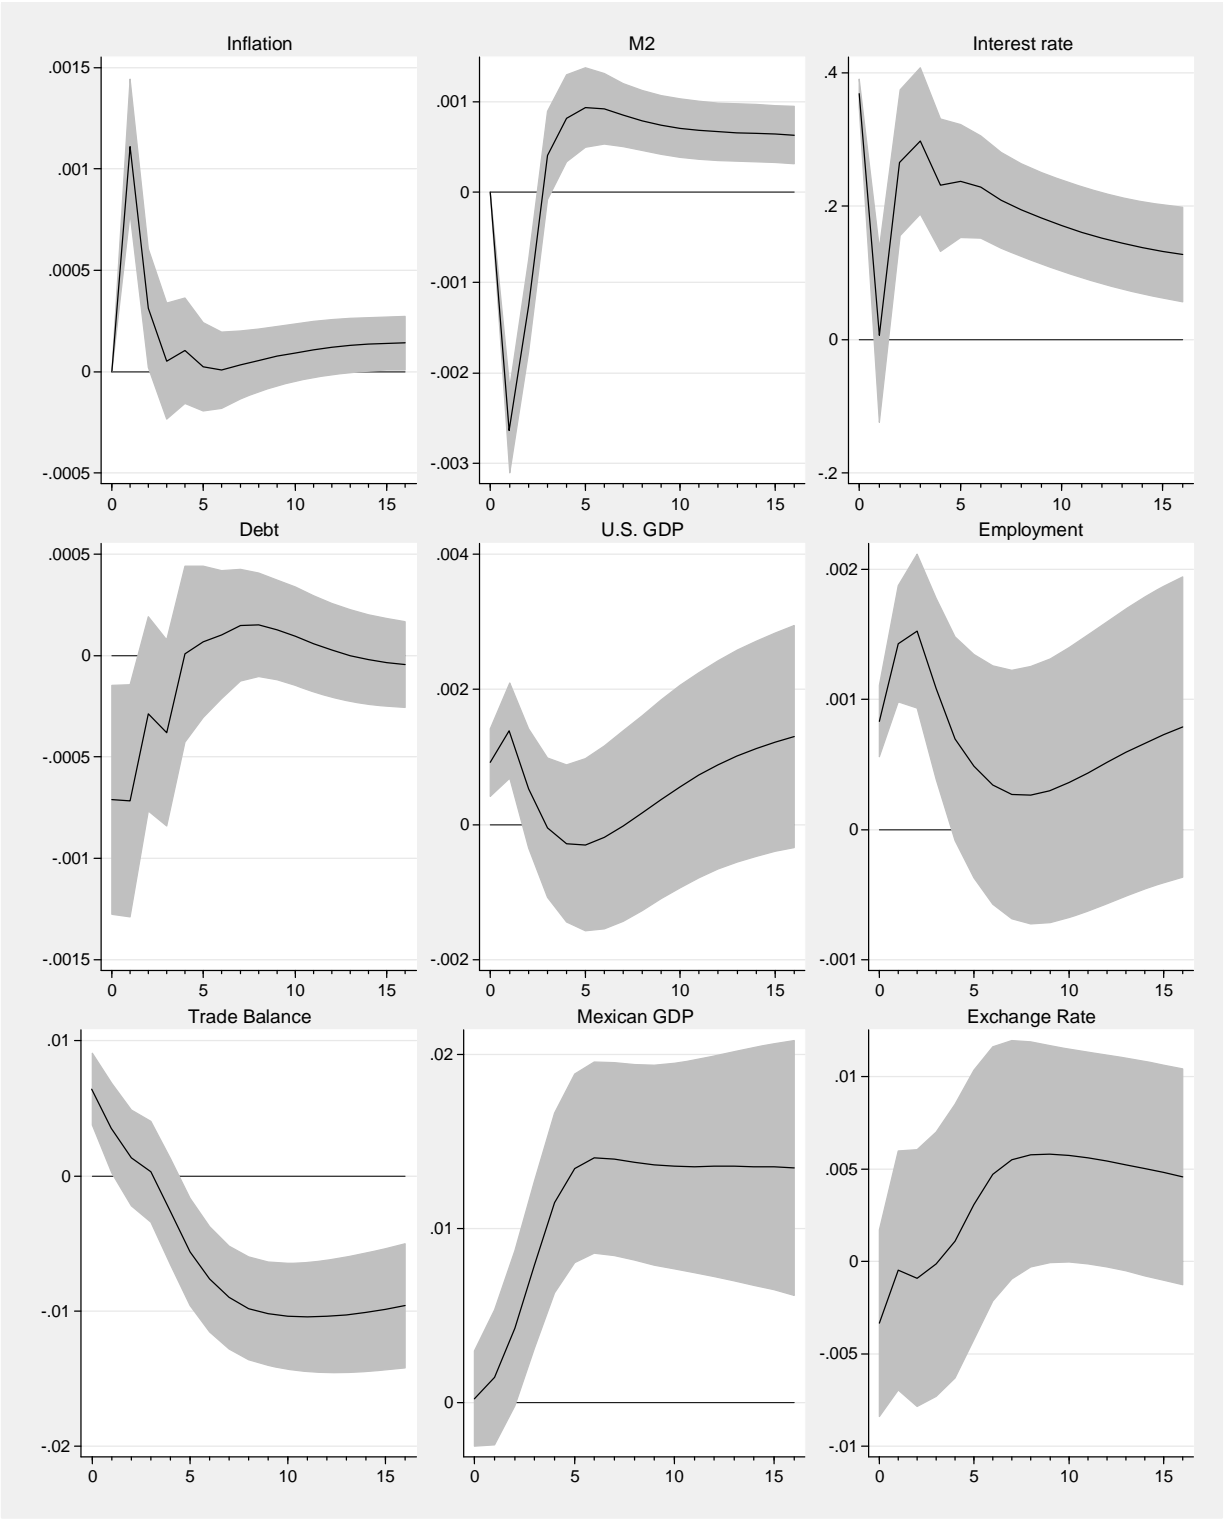 Inflation
.0015
.001
.0005
0
-.0005
0 5 10 15
M2
.001
0
-.001
-.002
-.003
0 5 10 15
Interest rate
.4
.2
0
-.2
0 5 10 15
Debt
.0005
0
-.0005
-.001
-.0015
0 5 10 15
U.S. GDP
.004
.002
0
-.002
0 5 10 15
Employment
.002
.001
0
-.001
0 5 10 15
Trade Balance
.01
0
-.01
-.02
0 5 10 15
Mexican GDP
.02
.01
0
0 5 10 15
Exchange Rate
.01
.005
0
-.005
-.01
0 5 10 15